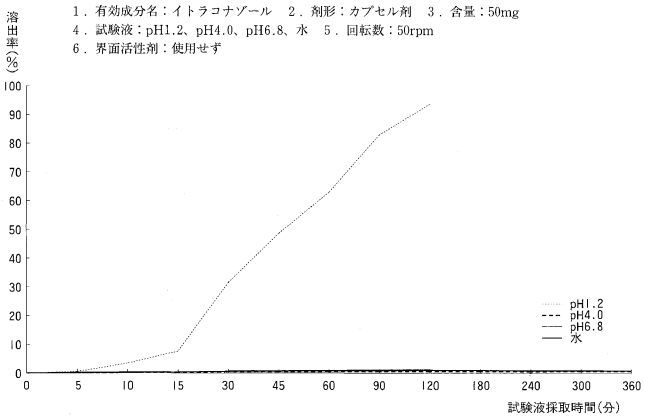 1．有効成分名：イトラコナゾール　2．剤形：カプセル剤　3．含量：50mg
4．試験液：pH1.2、pH4.0、pH6.8、水　5．回転数：50rpm
6．界面活性剤：使用せず
溶出率(%)
100
90
80
70
60
50
40
30
20
10
0
pH1.2
pH4.0
pH6.8
水
0 5 10 15 30 45 60 90 120 180 240 300 360
試験液採取時間(分)